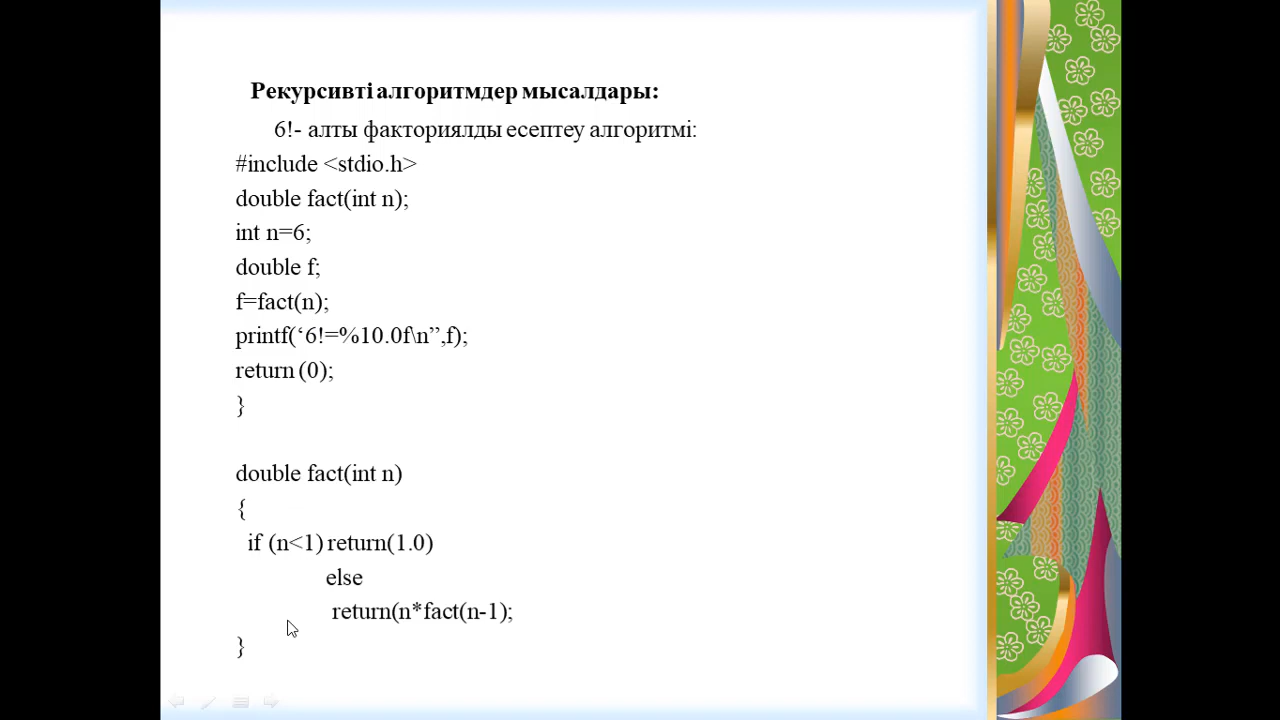 Рекурсивті алгоритмдер мысалдары:
6!- алты факториялды есептеу алгоритмі:
#include <stdio.h>
double fact(int n);
int n=6;
double f;
f=fact(n);
printf(‘6!=%10.0f\n”,f);
return (0);
}
double fact(int n)
{
if (n<1) return(1.0)
else
return(n*fact(n-1);
}